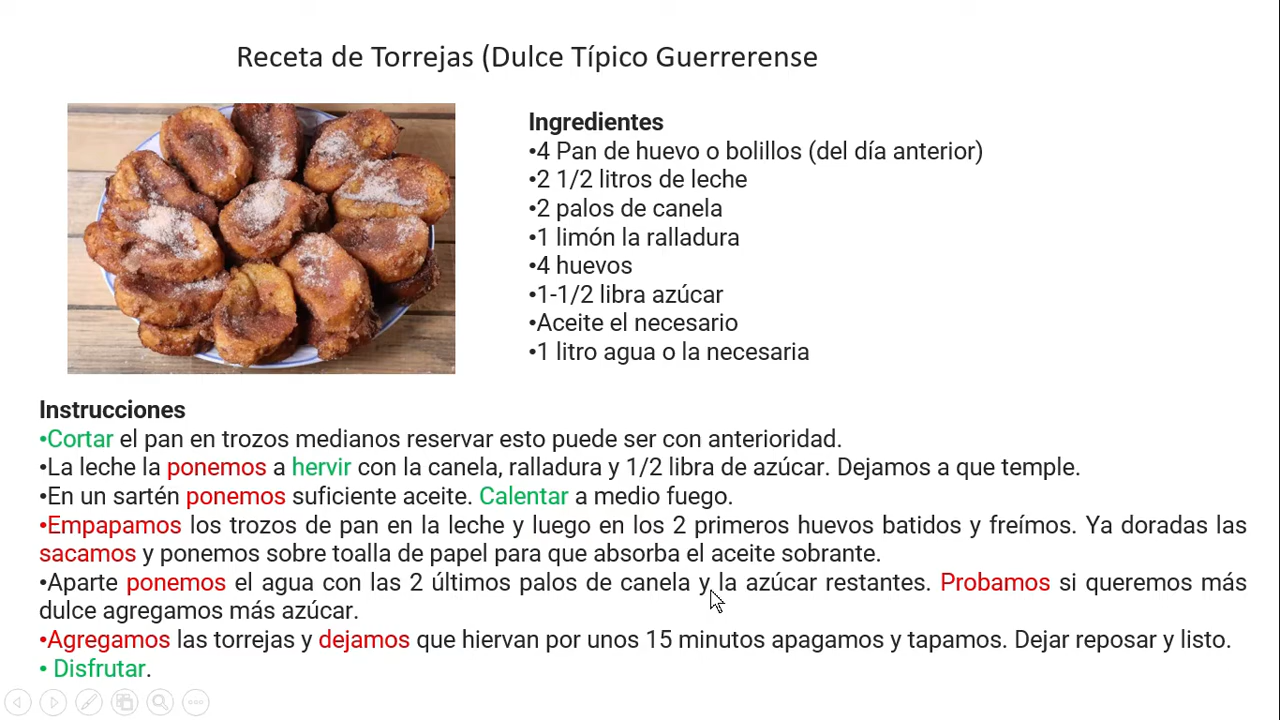 Receta de Torrejas (Dulce Típico Guerrerense
Ingredientes
•4 Pan de huevo o bolillos (del día anterior)
•2 1/2 litros de leche
•2 palos de canela
•1 limón la ralladura
•4 huevos
•1-1/2 libra azúcar
•Aceite el necesario
•1 litro agua o la necesaria
Instrucciones
•Cortar el pan en trozos medianos reservar esto puede ser con anterioridad.
•La leche la ponemos a hervir con la canela, ralladura y 1/2 libra de azúcar. Dejamos a que temple.
•En un sartén ponemos suficiente aceite. Calentar a medio fuego.
•Empapamos los trozos de pan en la leche y luego en los 2 primeros huevos batidos y freímos. Ya doradas las
sacamos y ponemos sobre toalla de papel para que absorba el aceite sobrante.
•Aparte ponemos el agua con las 2 últimos palos de canela y la azúcar restantes. Probamos si queremos más
dulce agregamos más azúcar.
•Agregamos las torrejas y dejamos que hiervan por unos 15 minutos apagamos y tapamos. Dejar reposar y listo.
• Disfrutar.